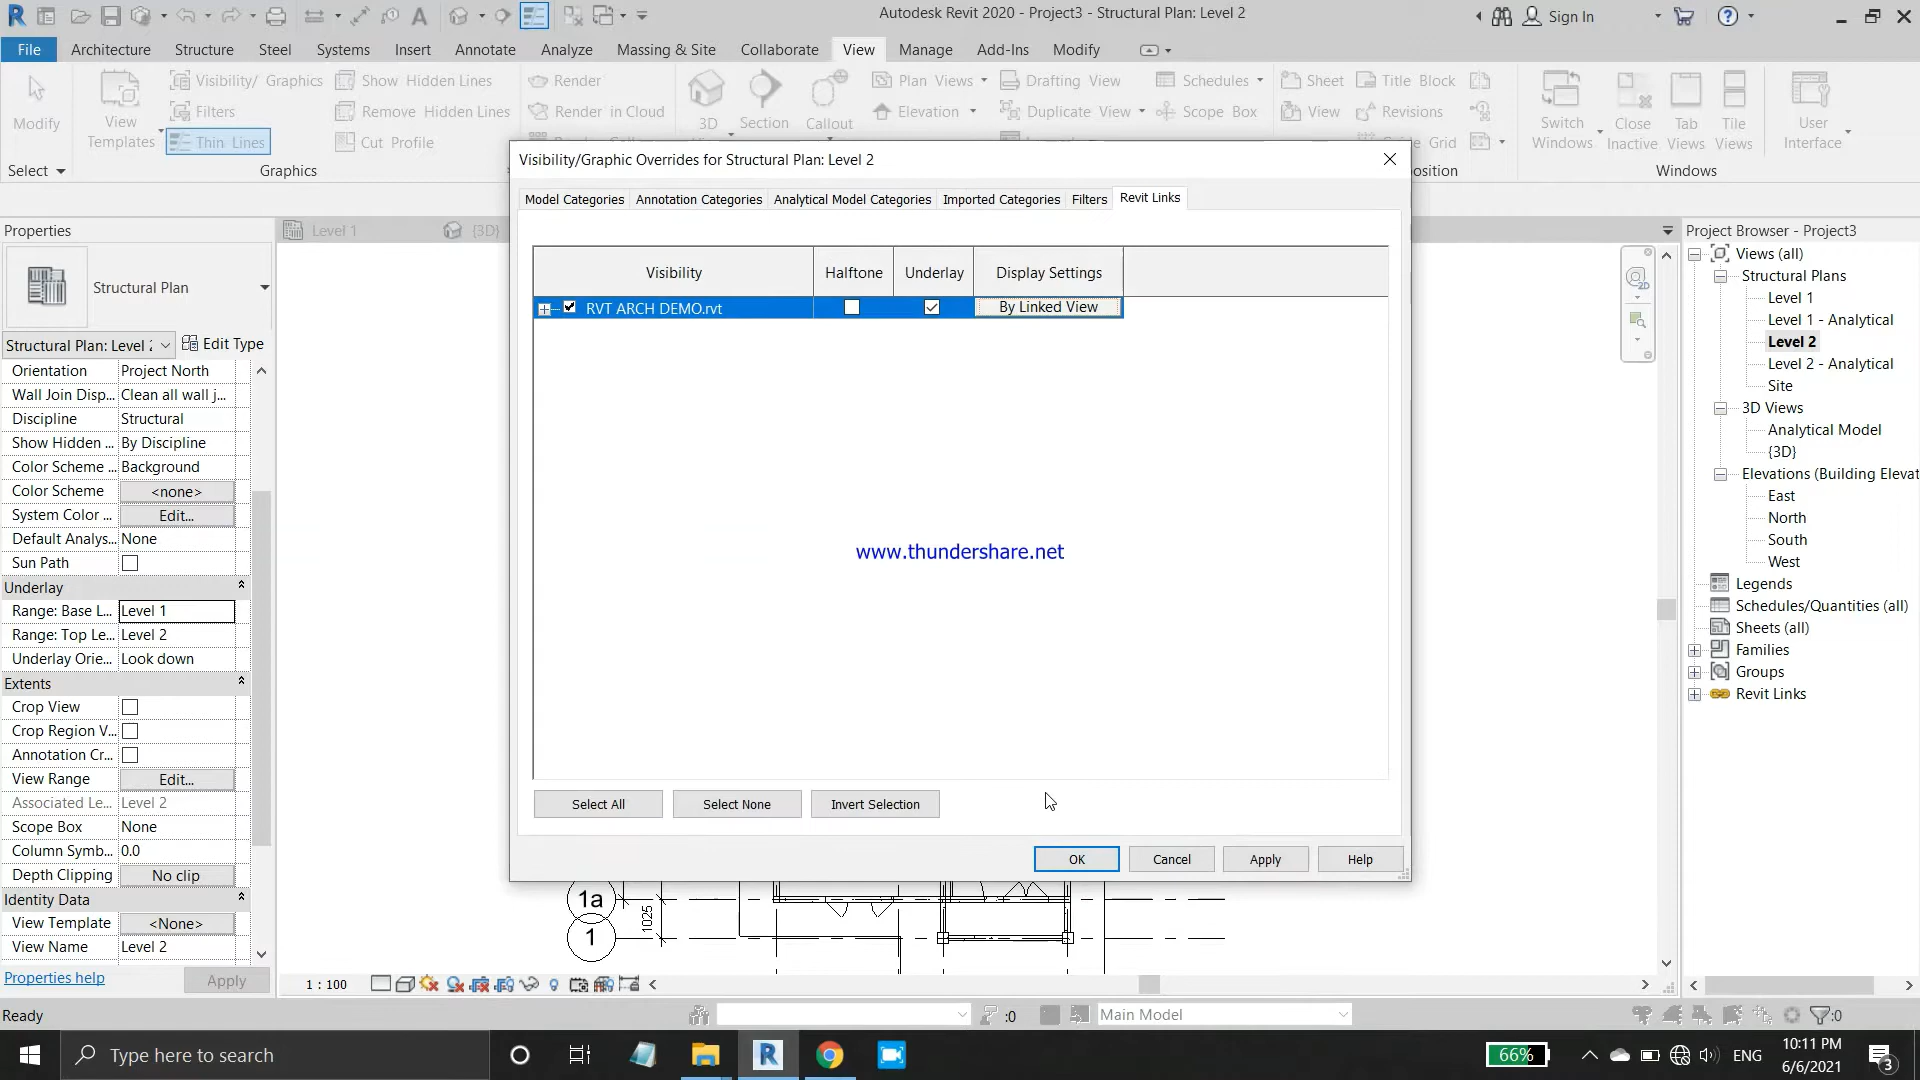 Autodesk Revit 2020 - Project3 - Structural Plan: Level 2
Sign In
File Architecture Structure Steel Systems Insert Annotate Analyze Massing & Site Collaborate View Manage Add-Ins Modify
Modify
View Templates
Visibility/ Graphics
Filters
Thin Lines
Show Hidden Lines
Remove Hidden Lines
Cut Profile
Render
Render in Cloud
3D
Section
Callout
Plan Views
Elevation
Drafting View
Duplicate View
Schedules
Scope Box
Sheet
View
Title Block
Revisions
Grid
Switch Windows
Close Inactive
Tab Views
Tile Views
User Interface
Select
Graphics
Windows
Visibility/Graphic Overrides for Structural Plan: Level 2
Model Categories Annotation Categories Analytical Model Categories Imported Categories Filters Revit Links
Visibility Halftone Underlay Display Settings
RVT ARCH DEMO.rvt By Linked View
www.thundershare.net
Select All Select None Invert Selection
OK Cancel Apply Help
Level 1
{3D}
Properties
Structural Plan
Structural Plan: Level 2
Edit Type
Orientation Project North
Wall Join Disp... Clean all wall j...
Discipline Structural
Show Hidden ... By Discipline
Color Scheme ... Background
Color Scheme <none>
System Color ... Edit...
Default Analys... None
Sun Path
Underlay
Range: Base L... Level 1
Range: Top Le... Level 2
Underlay Orie... Look down
Extents
Crop View
Crop Region V...
Annotation Cr...
View Range Edit...
Associated Le... Level 2
Scope Box None
Column Symb... 0.0
Depth Clipping No clip
Identity Data
View Template <None>
View Name Level 2
Properties help
Apply
1a
1
1025
1 : 100
Project Browser - Project3
Views (all)
Structural Plans
Level 1
Level 1 - Analytical
Level 2
Level 2 - Analytical
Site
3D Views
Analytical Model
{3D}
Elevations (Building Elevat
East
North
South
West
Legends
Schedules/Quantities (all)
Sheets (all)
Families
Groups
Revit Links
Ready
:0
Main Model
:0
Type here to search
66%
ENG
10:11 PM
6/6/2021
3